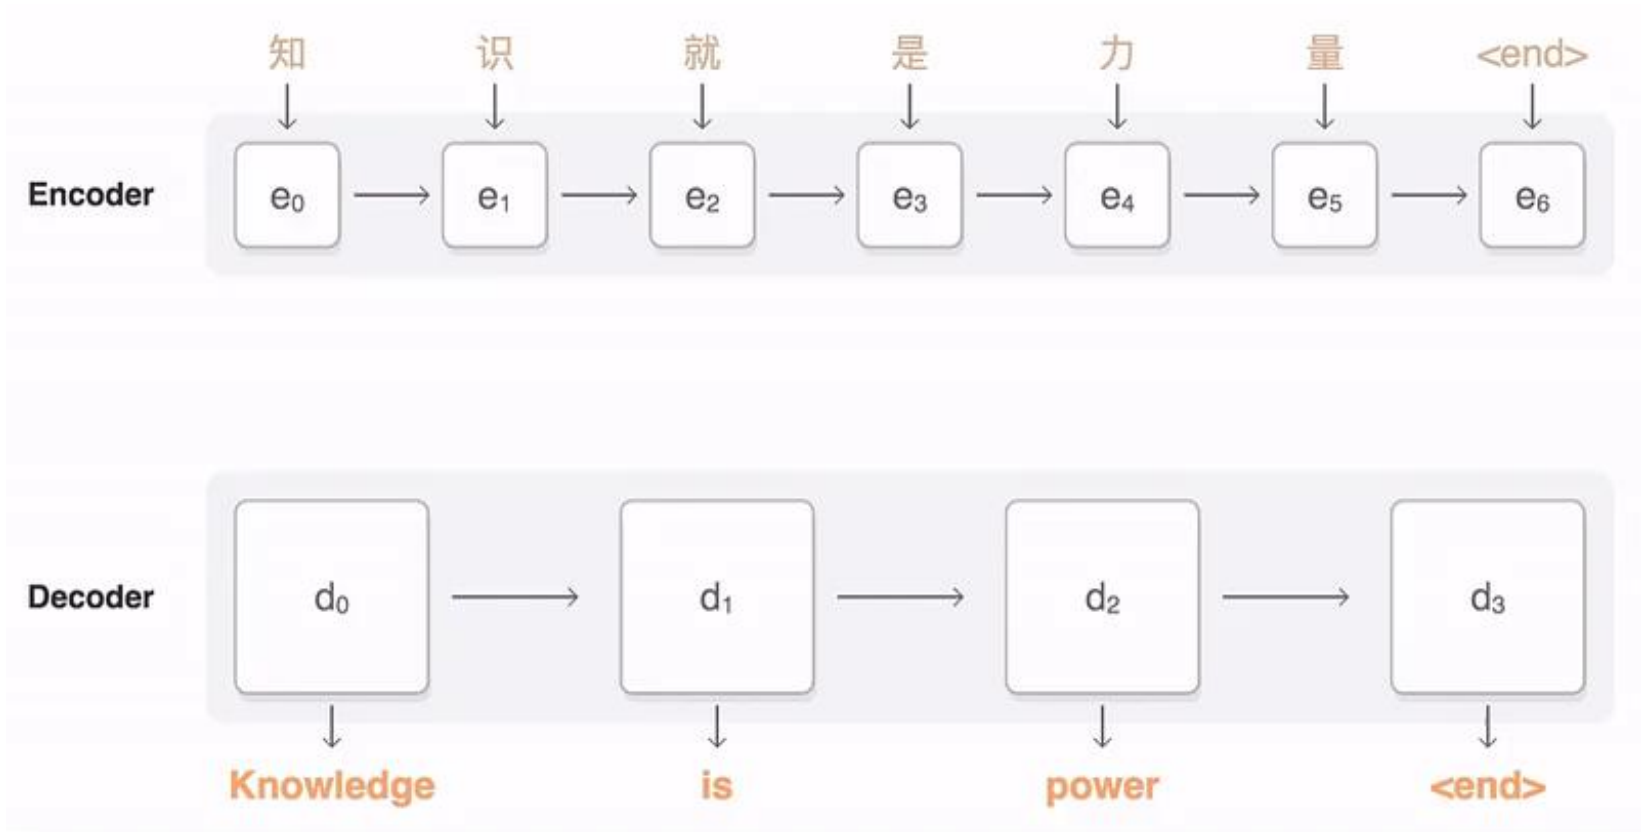 知 识 就 是 力 量 <end>
Encoder e₀ e₁ e₂ e₃ e₄ e₅ e₆
Decoder d₀ d₁ d₂ d₃
Knowledge is power <end>